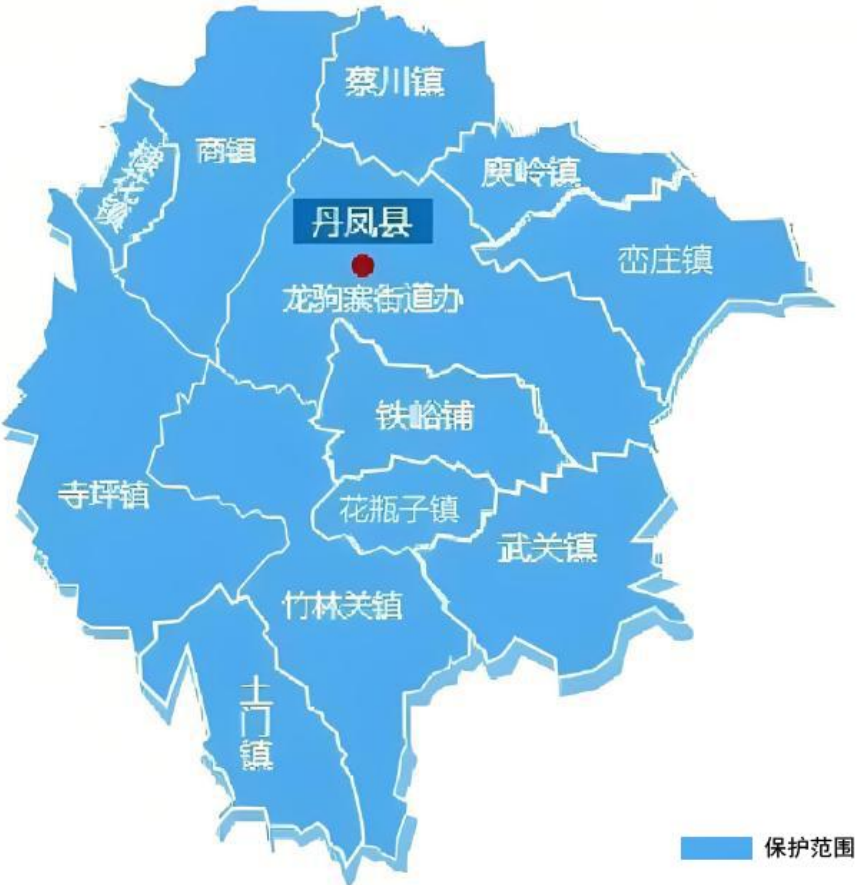 蔡川镇
商镇
庾岭镇
棣花镇
丹凤县
峦庄镇
龙驹寨街道办
铁峪铺
寺坪镇
花瓶子镇
武关镇
竹林关镇
土门镇
保护范围